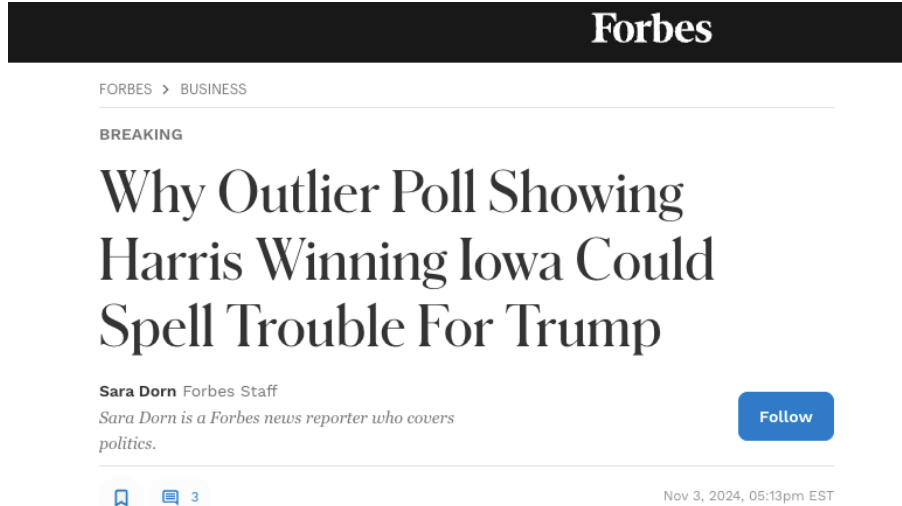 Forbes
FORBES > BUSINESS
BREAKING
Why Outlier Poll Showing
Harris Winning Iowa Could
Spell Trouble For Trump
Sara Dorn Forbes Staff
Sara Dorn is a Forbes news reporter who covers
politics.
Follow
3
Nov 3, 2024, 05:13pm EST